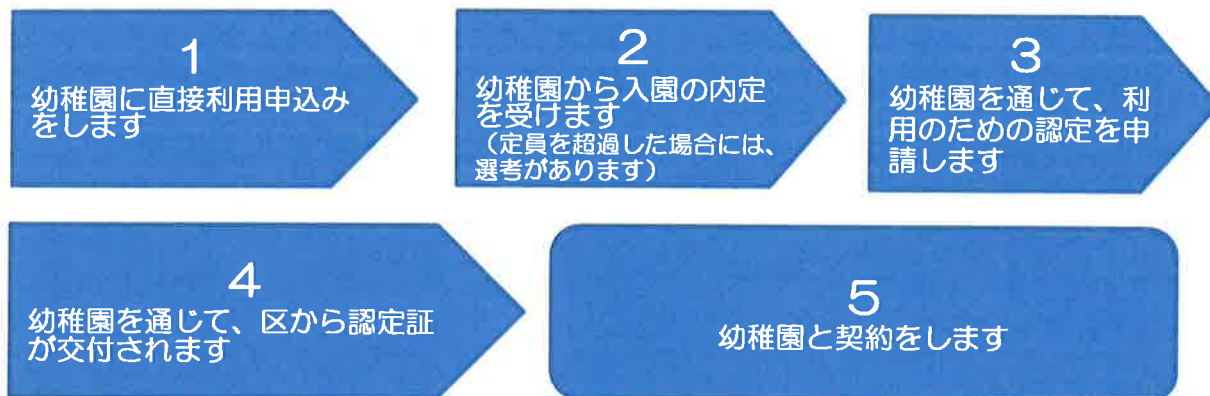 1
幼稚園に直接利用申込み
をします
2
幼稚園から入園の内定
を受けます
（定員を超過した場合には、
選考があります）
3
幼稚園を通じて、利
用のための認定を申
請します
4
幼稚園を通じて、区から認定証
が交付されます
5
幼稚園と契約をします